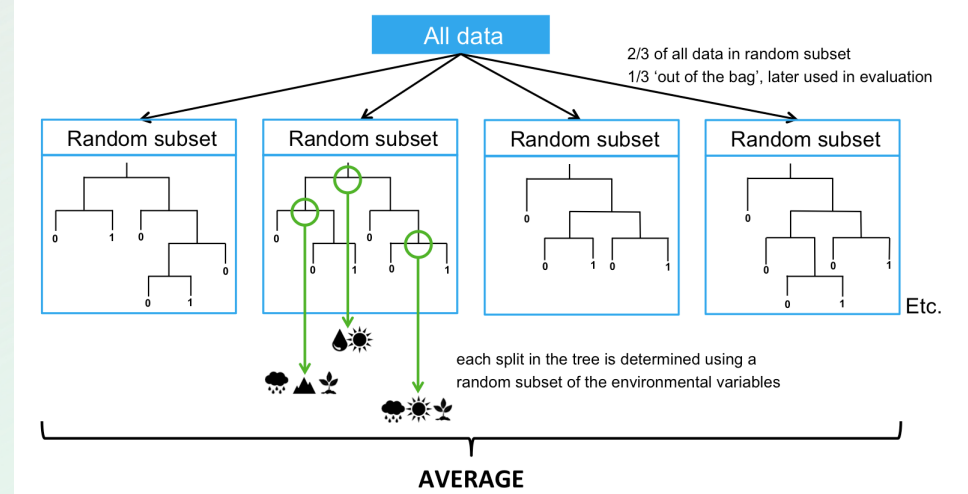 All data
2/3 of all data in random subset
1/3 ‘out of the bag’, later used in evaluation
Random subset
Random subset
Random subset
Random subset
0
1
0
0
0
1
0
0
1
0
1
0
0
1
0
1
0
0
0
1
0
1
Etc.
each split in the tree is determined using a
random subset of the environmental variables
AVERAGE